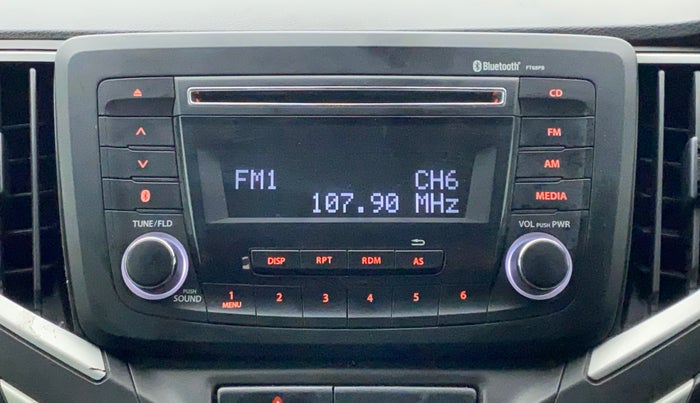 Bluetooth®
CD
FM
FM1 CH6
AM
107.90 MHz
MEDIA
TUNE/FLD
VOL PUSH PWR
DISP RPT RDM AS
PUSH
SOUND
1 2 3 4 5 6
MENU